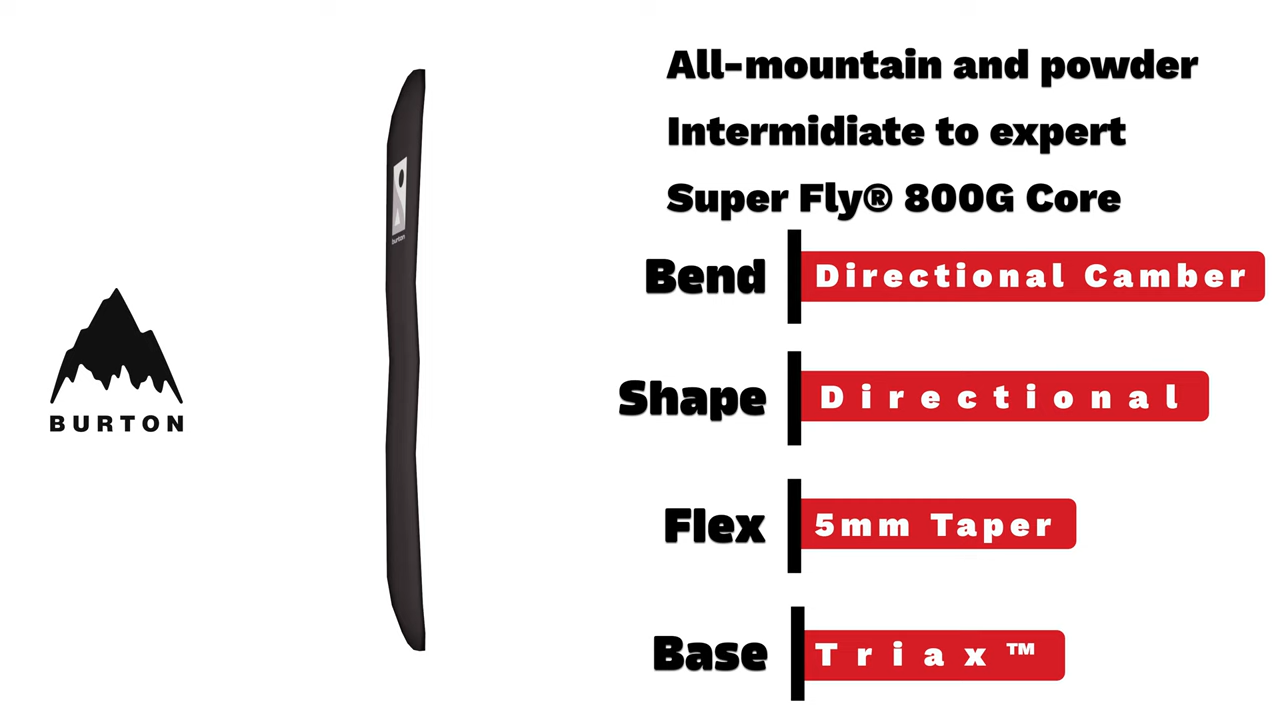 All-mountain and powder
Intermidiate to expert
Super Fly® 800G Core
Bend Directional Camber
Shape Directional
Flex 5mm Taper
Base Triax™
BURTON
burton